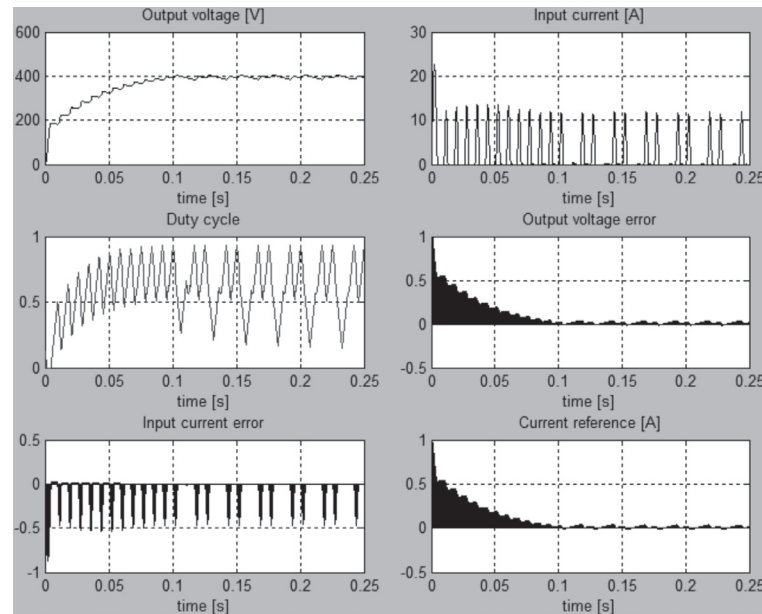 Output voltage [V]
600
400
200
0
0 0.05 0.1 0.15 0.2 0.25
time [s]
Input current [A]
30
20
10
0
0 0.05 0.1 0.15 0.2 0.25
time [s]
Duty cycle
1
0.5
0
0 0.05 0.1 0.15 0.2 0.25
time [s]
Output voltage error
1
0.5
0
-0.5
0 0.05 0.1 0.15 0.2 0.25
time [s]
Input current error
0.5
0
-0.5
-1
0 0.05 0.1 0.15 0.2 0.25
time [s]
Current reference [A]
1
0.5
0
0.5
0 0.05 0.1 0.15 0.2 0.25
time [s]